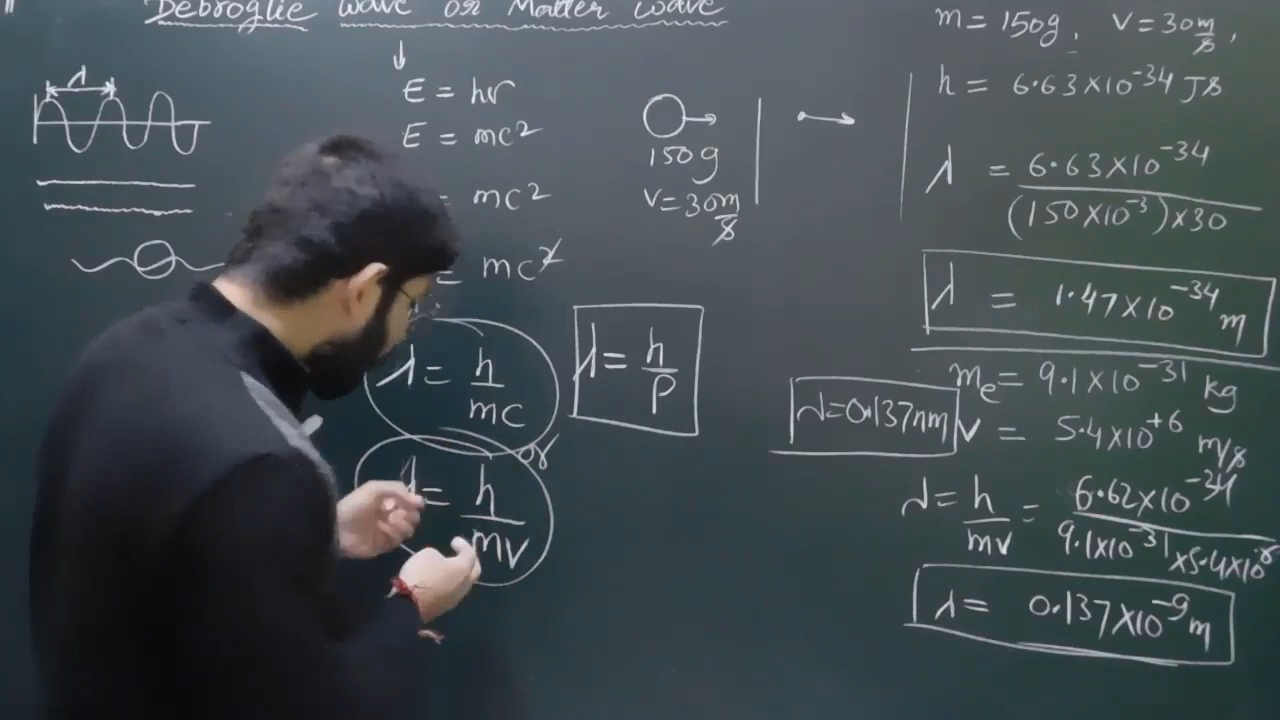 Debroglie wave or Matter wave
λ
E = hν
E = mc²
= mc²
= mc²
λ = h/mc
or
λ = h/mv
λ = h/P
150g
v=30m/s
m = 150g, v=30m/s,
h = 6.63×10⁻³⁴ Js
λ = 6.63×10⁻³⁴/(150×10⁻³)×30
λ = 1.47×10⁻³⁴ m
mₑ = 9.1×10⁻³¹ kg
λ=0.137nm
v = 5.4×10⁺⁶ m/s
λ = h/mv = 6.62×10⁻³⁴/9.1×10⁻³¹×5.4×10⁶
λ = 0.137×10⁻⁹m